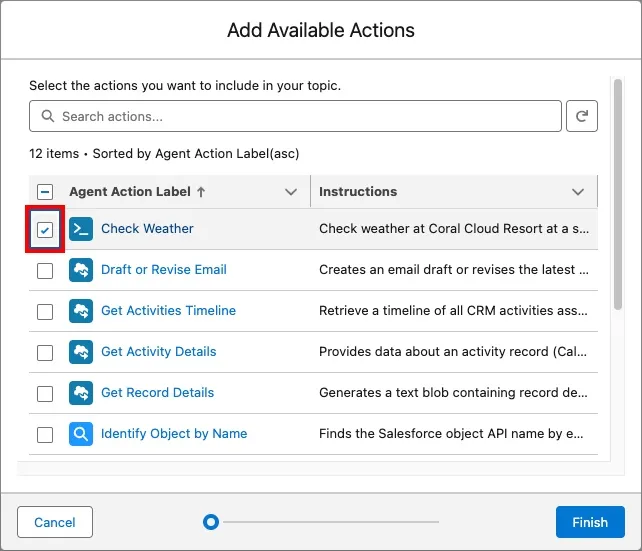 Add Available Actions
Select the actions you want to include in your topic.
Search actions...
12 items • Sorted by Agent Action Label(asc)
Agent Action Label ↑ Instructions
Check Weather Check weather at Coral Cloud Resort at a s...
Draft or Revise Email Creates an email draft or revises the latest ...
Get Activities Timeline Retrieve a timeline of all CRM activities ass...
Get Activity Details Provides data about an activity record (Cal...
Get Record Details Generates a text blob containing record de...
Identify Object by Name Finds the Salesforce object API name by e...
Cancel Finish